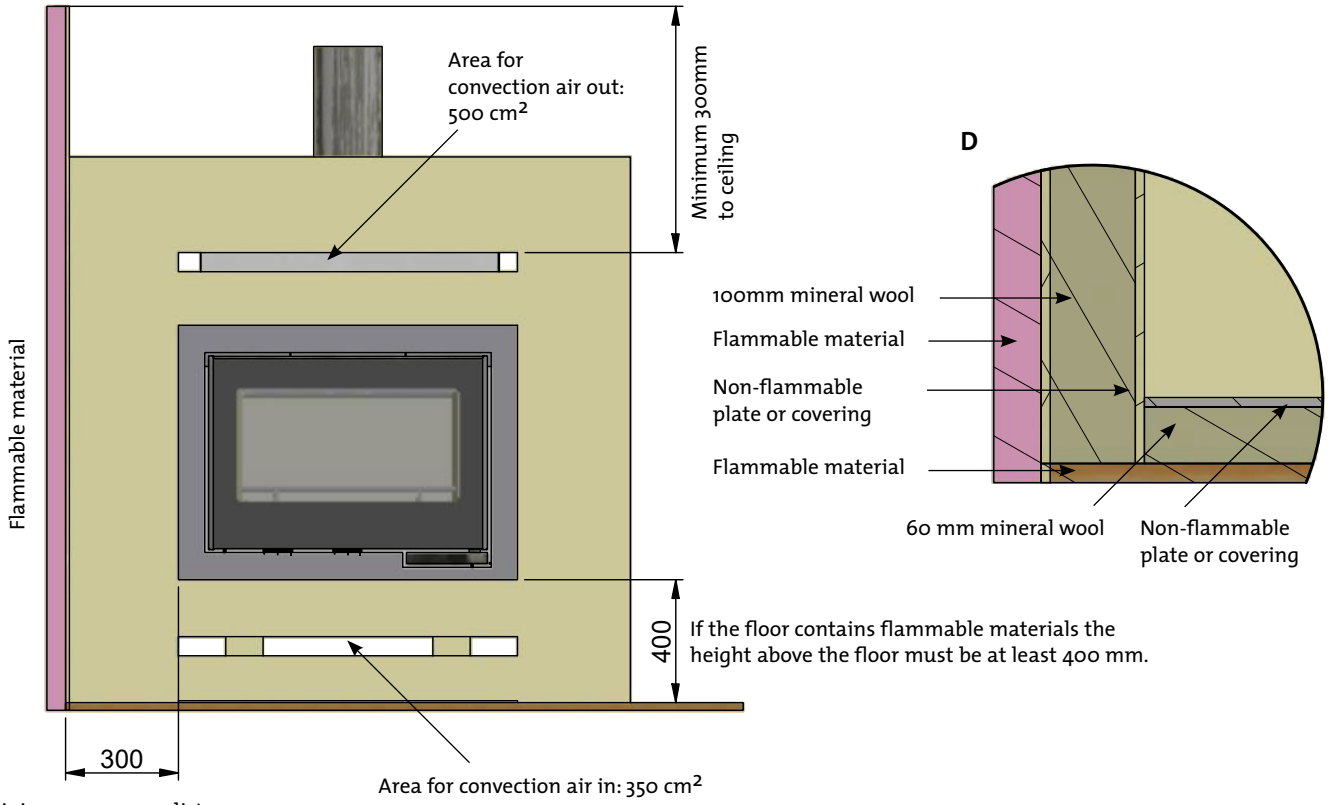 Area for
convection air out:
500 cm²
Minimum 300mm
to ceiling
D
100mm mineral wool
Flammable material
Flammable material
Non-flammable
plate or covering
Flammable material
60 mm mineral wool
Non-flammable
plate or covering
400
If the floor contains flammable materials the
height above the floor must be at least 400 mm.
300
Area for convection air in: 350 cm²